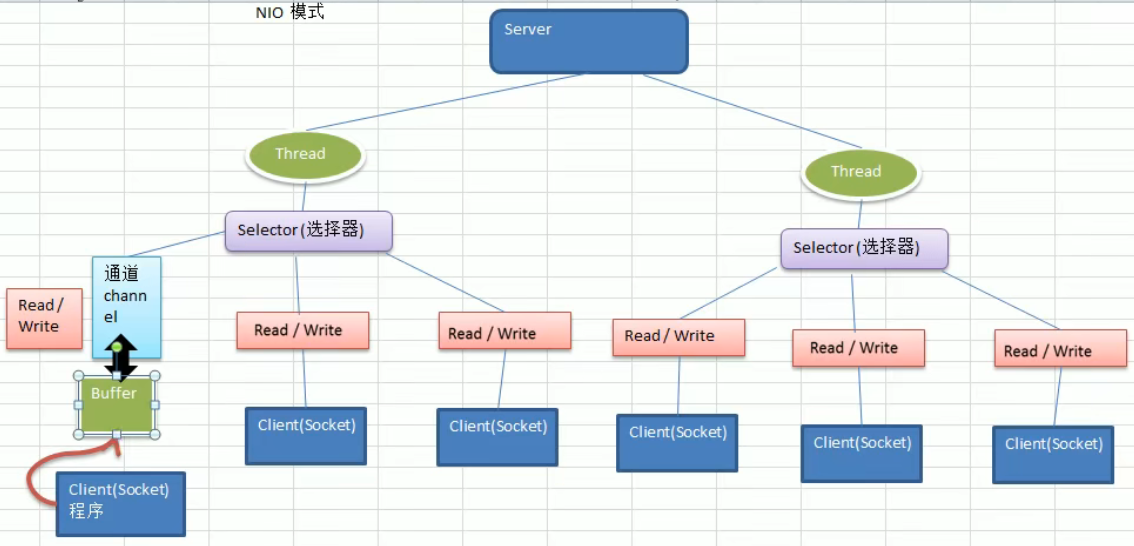 NIO 模式
Server
Thread
Thread
Selector(选择器)
Selector(选择器)
通道
chann
el
Read /
Write
Read / Write
Read / Write
Read / Write
Read / Write
Read / Write
Buffer
Client(Socket)
Client(Socket)
Client(Socket)
Client(Socket)
Client(Socket)
Client(Socket)
程序